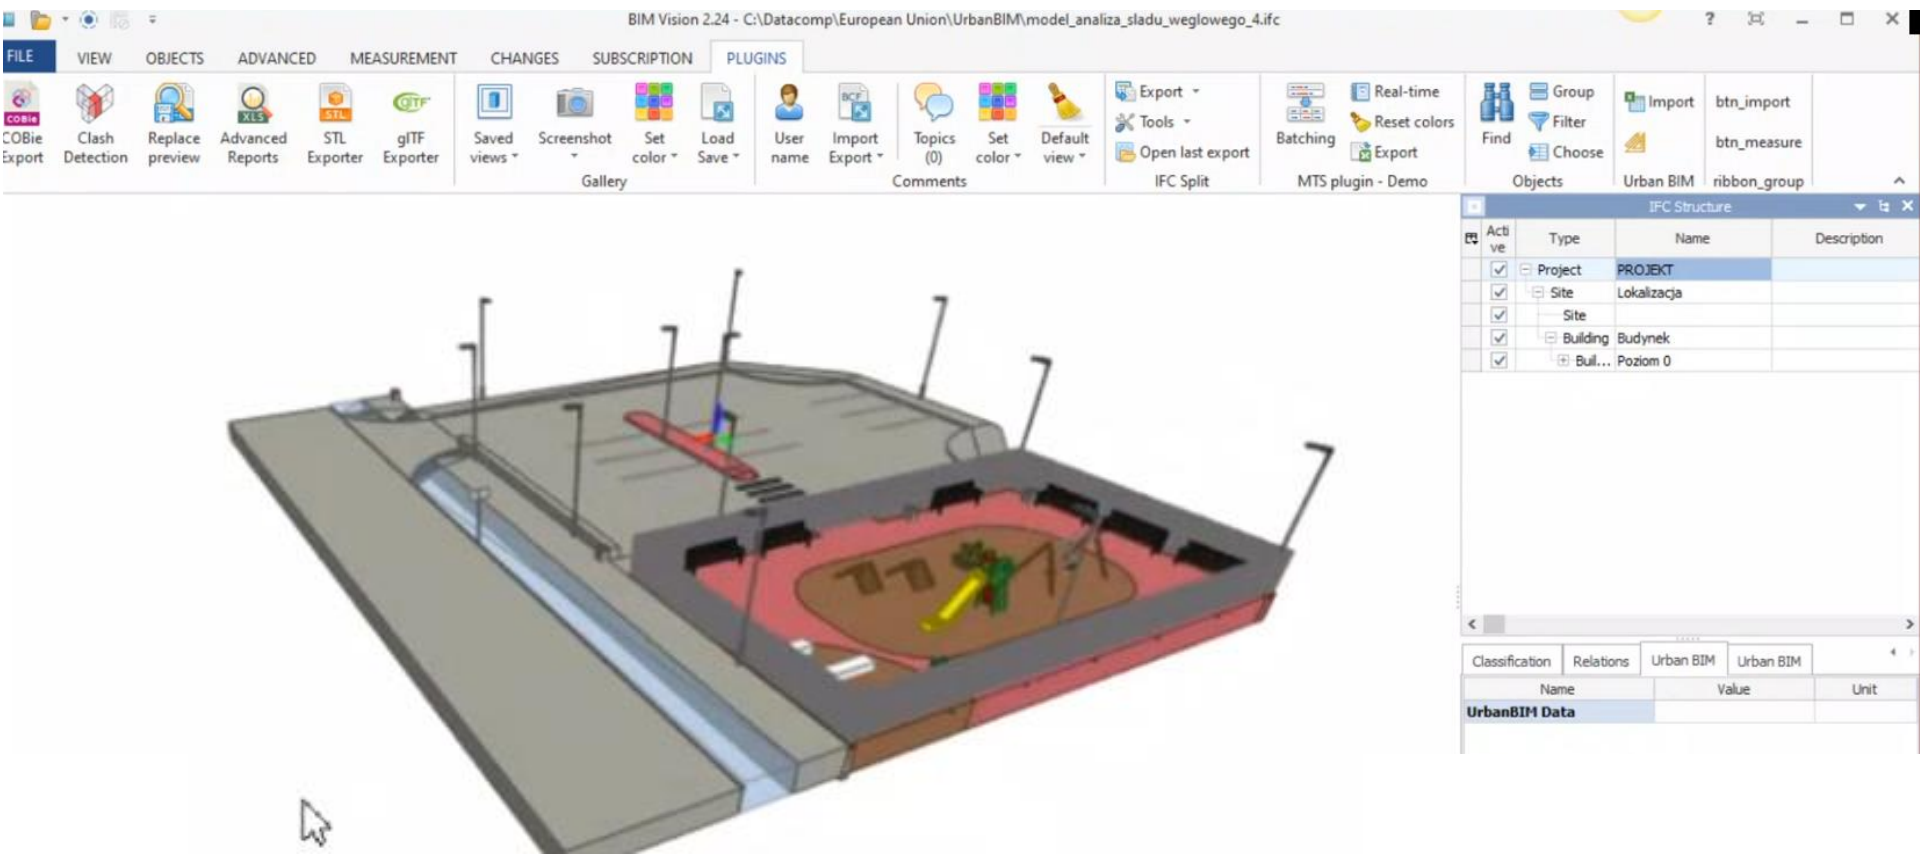 BIM Vision 2.24 - C:\Datacomp\European Union\UrbanBIM\model_analiza_sladu_weglowego_4.ifc
FILE VIEW OBJECTS ADVANCED MEASUREMENT CHANGES SUBSCRIPTION PLUGINS
COBie Export
Clash Detection
Replace preview
XLS
Advanced Reports
STL
STL Exporter
glTF
glTF Exporter
Saved views
Screenshot
Set color
Load Save
Gallery
User name
BCF
Import Export
Topics (0)
Set color
Default view
Comments
Export
Tools
Open last export
IFC Split
Batching
Real-time
Reset colors
Export
MTS plugin - Demo
Find
Group
Filter
Choose
Objects
Import
Urban BIM
btn_import
btn_measure
ribbon_group
IFC Structure
Active Type Name Description
Project PROJEKT
Site Lokalizacja
Site
Building Budynek
Buil... Poziom 0
Classification Relations Urban BIM Urban BIM
Name Value Unit
UrbanBIM Data